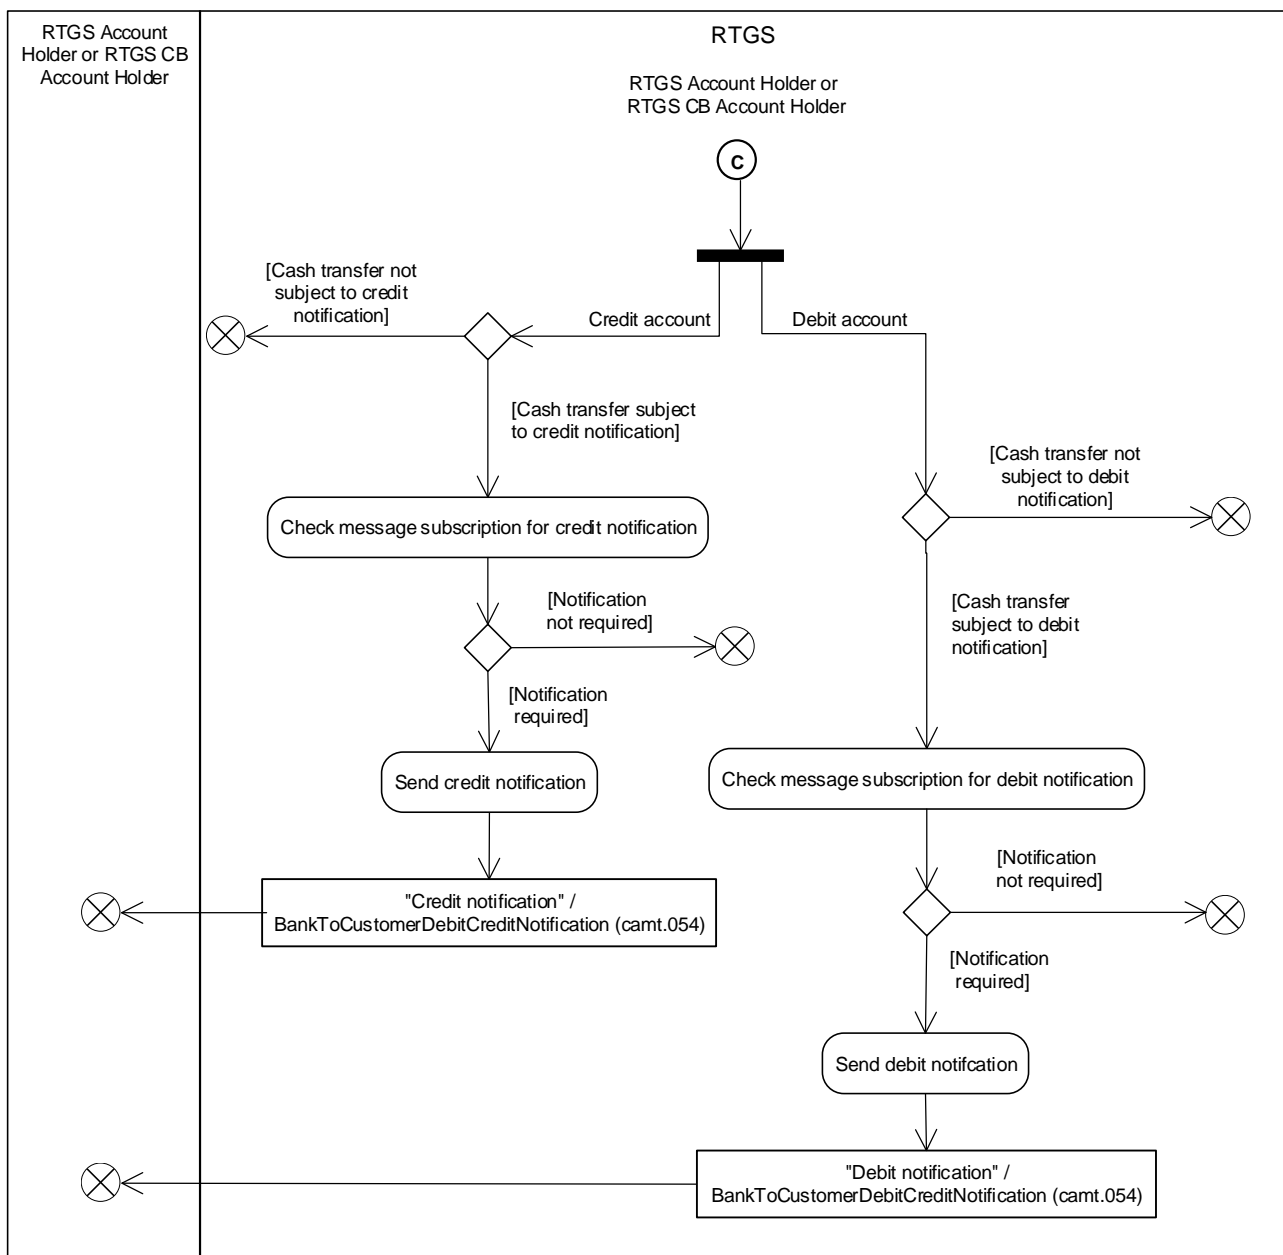 RTGS Account
Holder or RTGS CB
Account Holder
RTGS
RTGS Account Holder or
RTGS CB Account Holder
C
[Cash transfer not
subject to credit
notification]
Credit account
Debit account
[Cash transfer subject
to credit notification]
[Cash transfer not
subject to debit
notification]
Check message subscription for credit notification
[Notification
not required]
[Cash transfer
subject to debit
notification]
[Notification
required]
Send credit notification
Check message subscription for debit notification
"Credit notification" /
BankToCustomerDebitCreditNotification (camt.054)
[Notification
not required]
[Notification
required]
Send debit notifcation
"Debit notification" /
BankToCustomerDebitCreditNotification (camt.054)